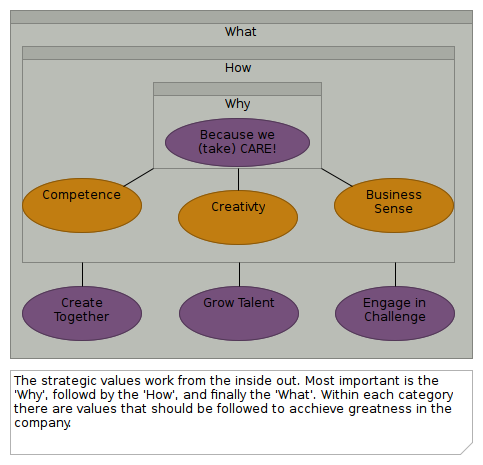 What
How
Why
Because we
(take) CARE!
Competence
Creativty
Business
Sense
Create
Together
Grow Talent
Engage in
Challenge
The strategic values work from the inside out. Most important is the
'Why', followd by the 'How', and finally the 'What'. Within each category
there are values that should be followed to acchieve greatness in the
company.